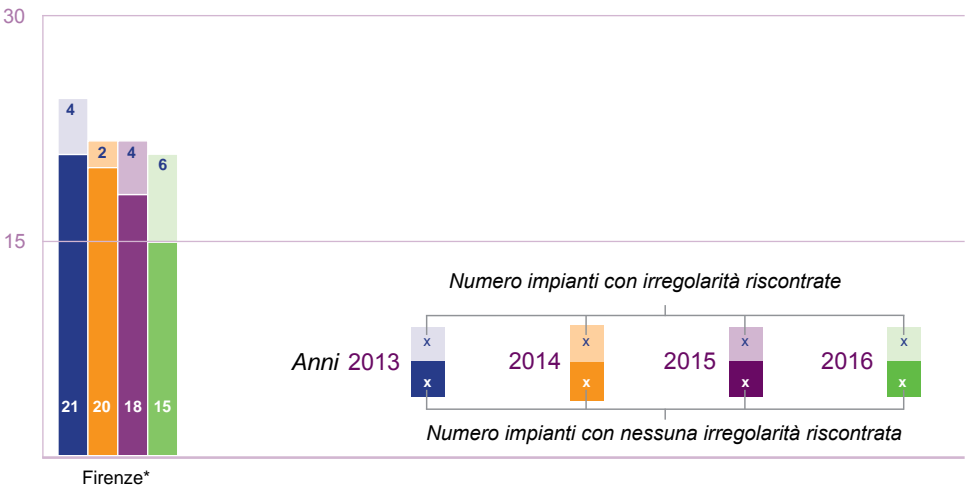 30
4
2 4
6
15
Numero impianti con irregolarità riscontrate
x x x x
Anni 2013 2014 2015 2016
x x x x
21 20 18 15
Numero impianti con nessuna irregolarità riscontrata
Firenze*